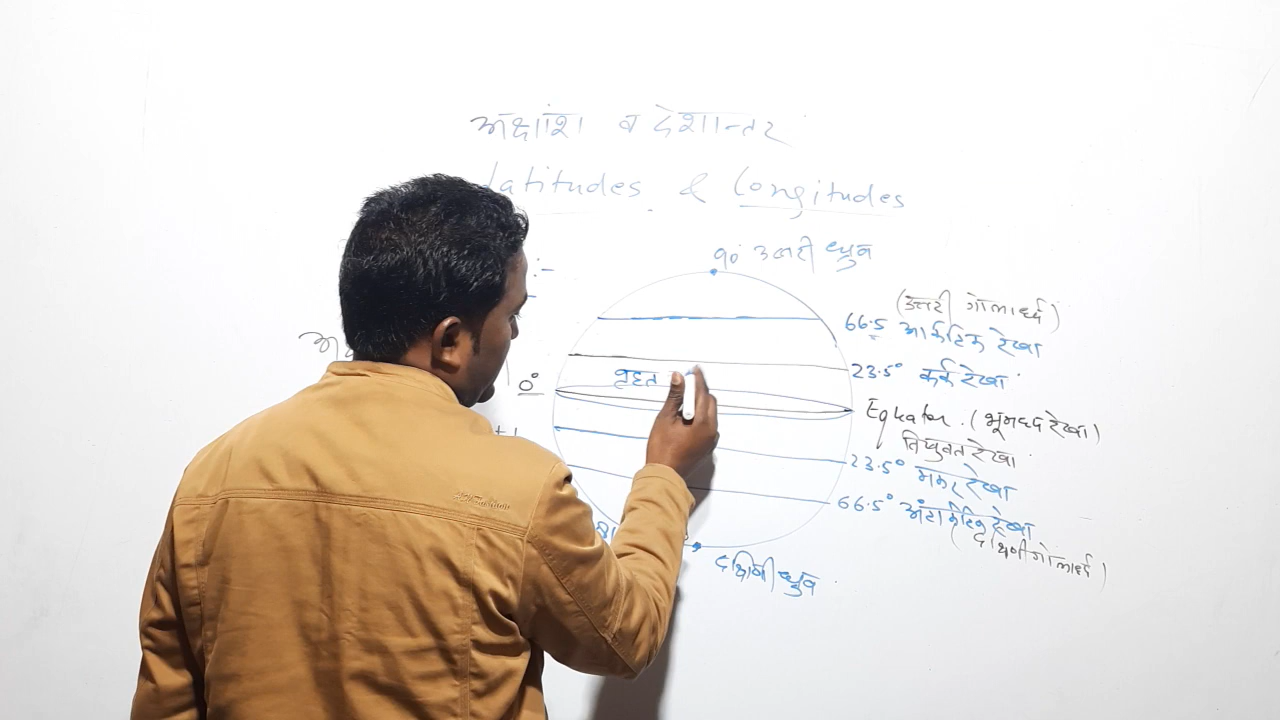 अक्षांश व देशान्तर
Latitudes & Longitudes
90° उत्तरी ध्रुव
:-
(उत्तरी गोलार्ध)
66.5 आर्कटिक रेखा
23.5° कर्क रेखा
वृहत
0°
Equator. (भूमध्य रेखा)
विषुवत रेखा
23.5° मकर रेखा
66.5° अंटार्कटिक रेखा
(दक्षिणी गोलार्ध)
दक्षिणी ध्रुव